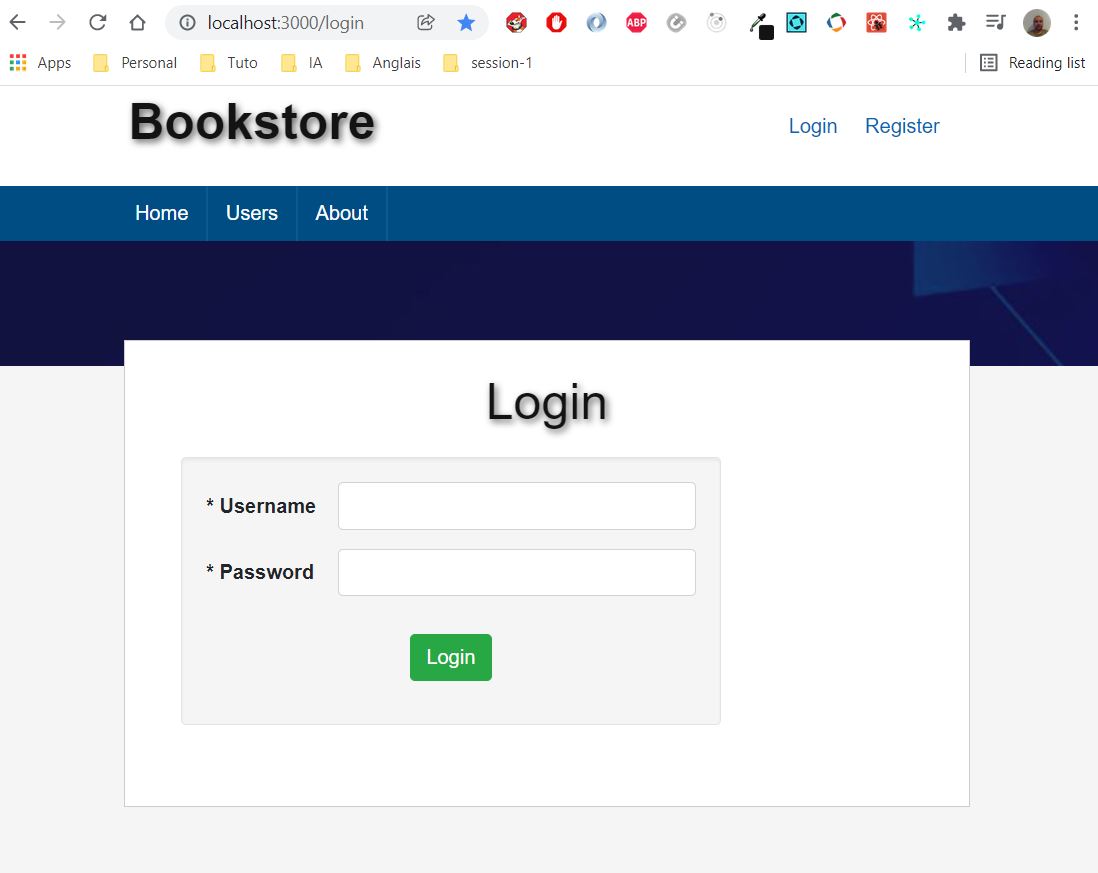 localhost:3000/login
ABP
Apps Personal Tuto IA Anglais session-1 Reading list
Bookstore
Login Register
Home Users About
Login
* Username
* Password
Login